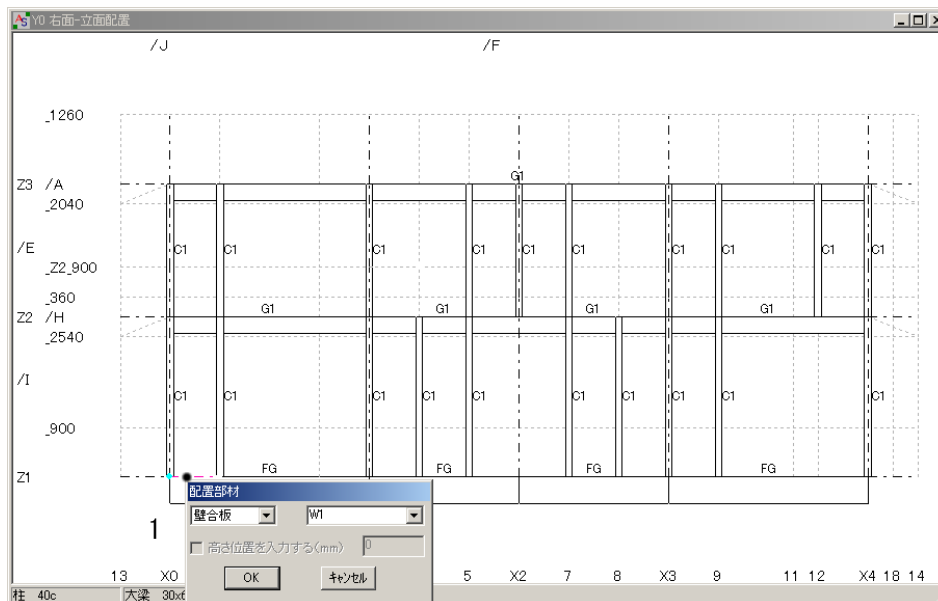 Y0 右面-立面配置
/J /F
_1260
G1
Z3 /A
_2040
/E C1 C1 C1 C1 C1 C1 C1 C1 C1 C1
_Z2_900
_360
G1 G1 G1 G1
Z2 /H
_2540
/I
C1 C1 C1 C1 C1 C1 C1 C1 C1 C1
_900
FG FG FG FG
Z1
配置部材
壁合板 W1
1
高さ位置を入力する(mm) 0
OK キャンセル
13 X0 5 X2 7 8 X3 9 11 12 X4 18 14
柱 40c 大梁